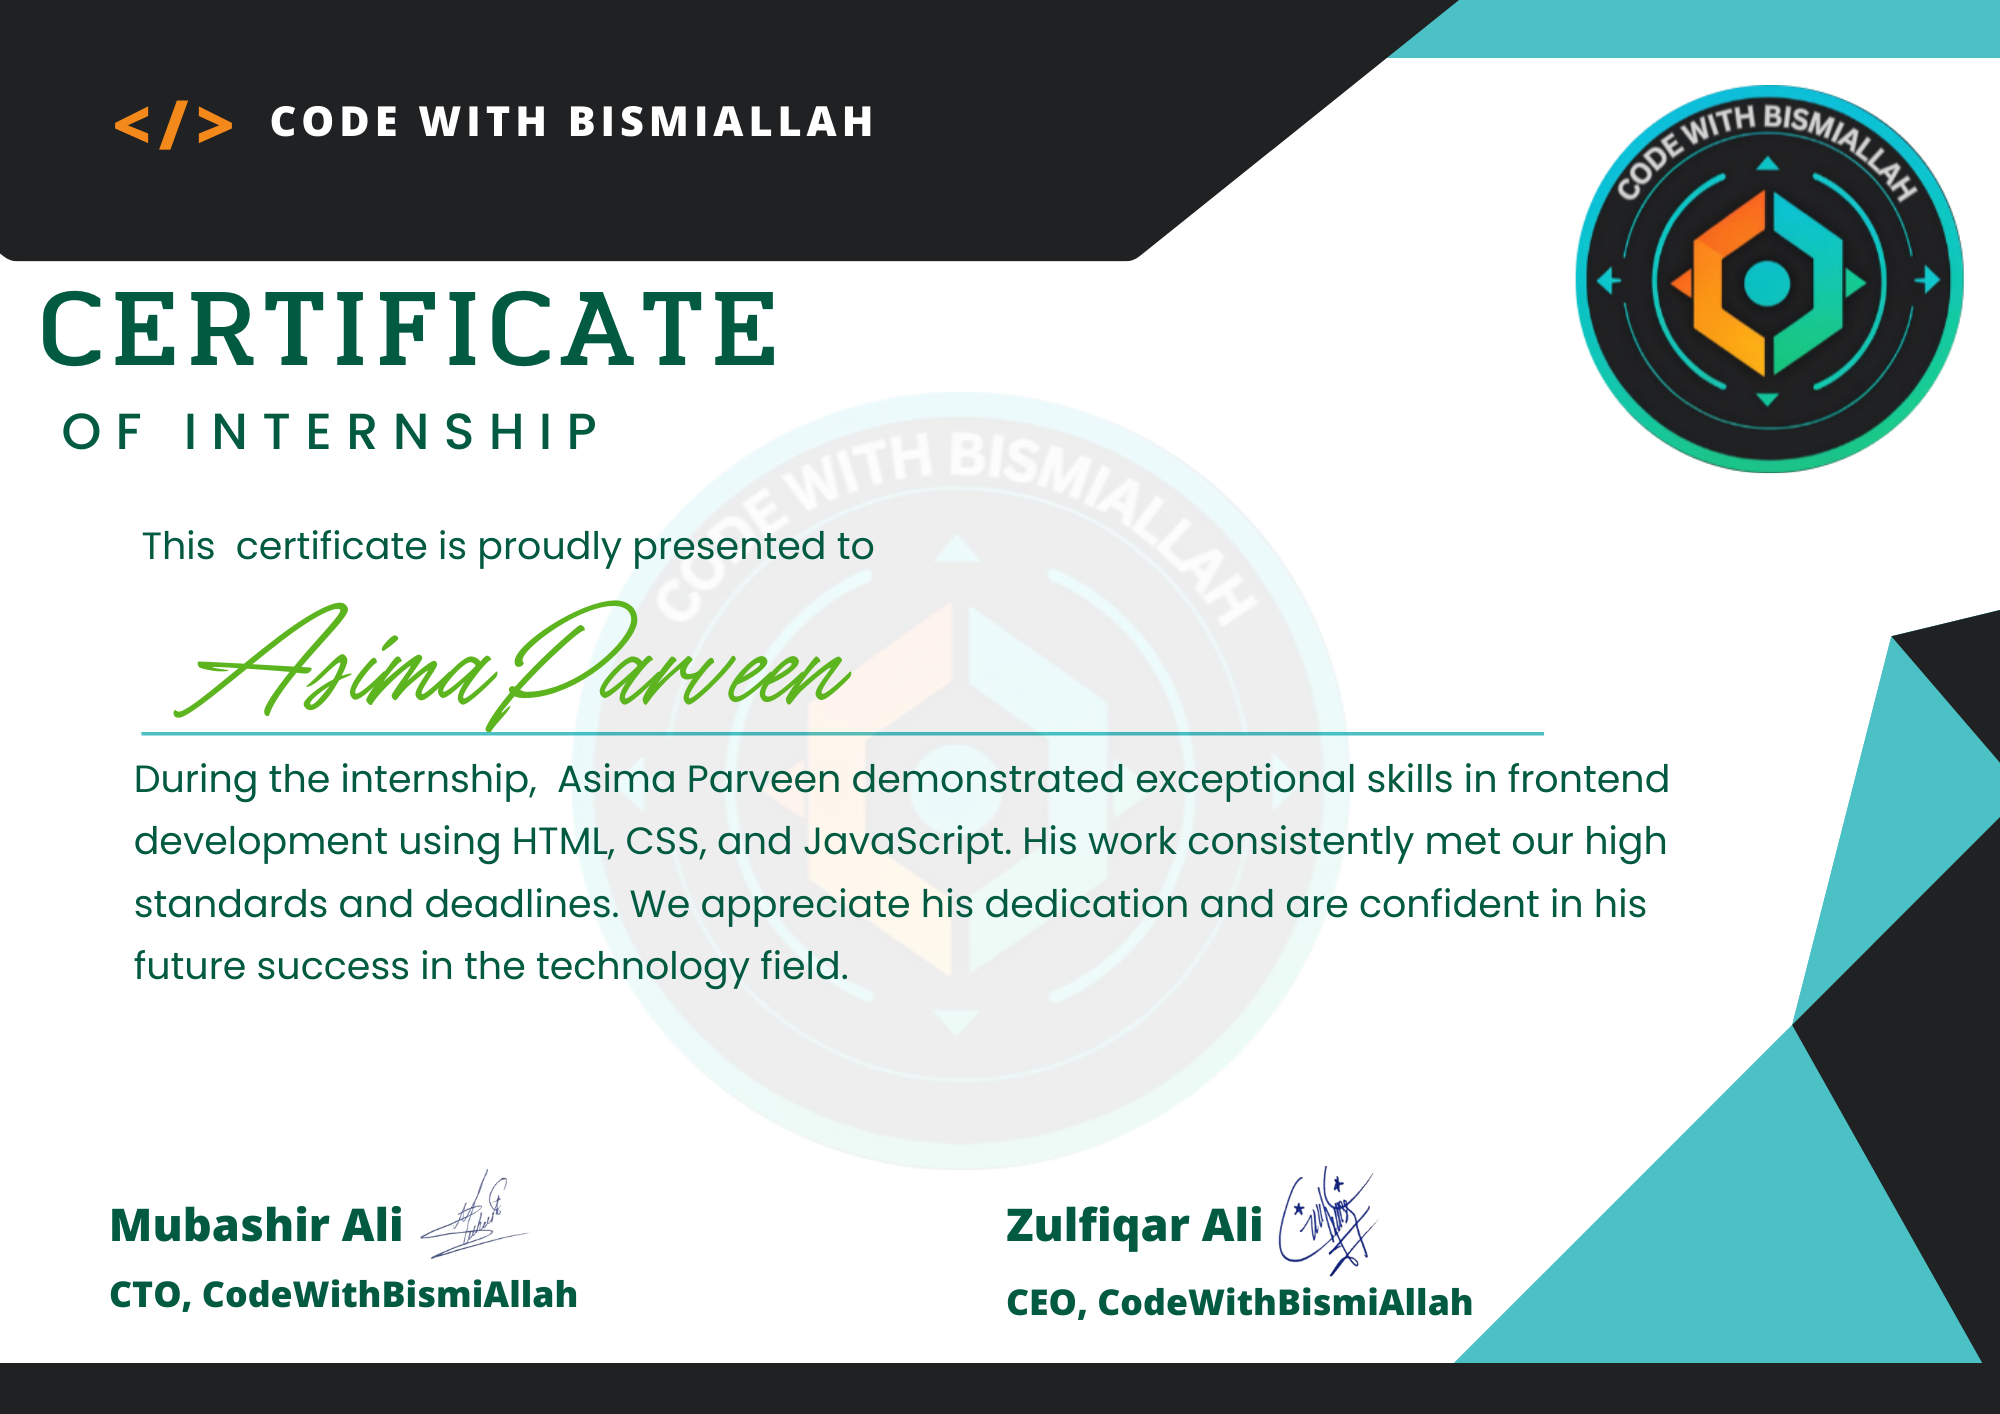 </> CODE WITH BISMIALLAH
CODE WITH BISMIALLAH
CERTIFICATE
OF INTERNSHIP
CODE WITH BISMIALLAH
This certificate is proudly presented to
Asima Parveen
During the internship, Asima Parveen demonstrated exceptional skills in frontend
development using HTML, CSS, and JavaScript. His work consistently met our high
standards and deadlines. We appreciate his dedication and are confident in his
future success in the technology field.
Mubashir Ali
CTO, CodeWithBismiAllah
Zulfiqar Ali
CEO, CodeWithBismiAllah